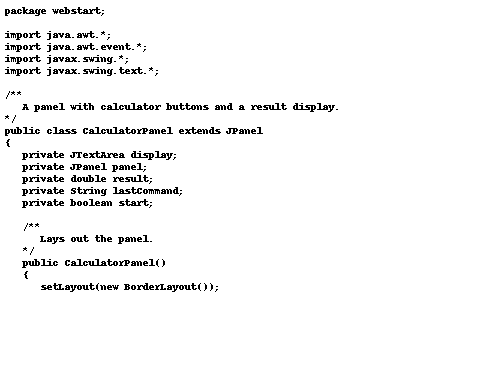 package webstart;

import java.awt.*;
import java.awt.event.*;
import javax.swing.*;
import javax.swing.text.*;

/**
   A panel with calculator buttons and a result display.
*/
public class CalculatorPanel extends JPanel
{
   private JTextArea display;
   private JPanel panel;
   private double result;
   private String lastCommand;
   private boolean start;

   /**
      Lays out the panel.
   */
   public CalculatorPanel()
   {
      setLayout(new BorderLayout());